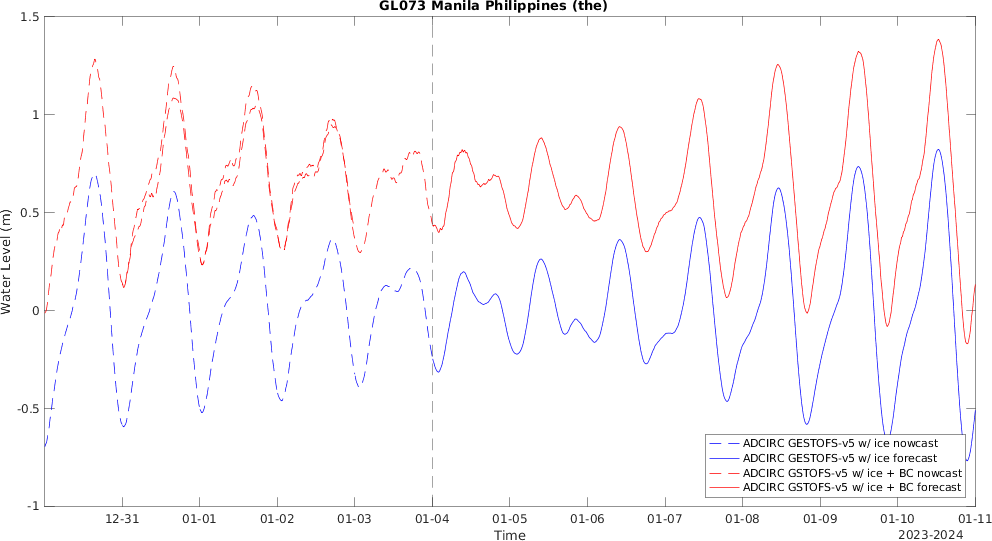 GL073 Manila Philippines (the)
1.5
1
0.5
0
-0.5
-1
Water Level (m)
ADCIRC GESTOFS-v5 w/ ice nowcast
ADCIRC GESTOFS-v5 w/ ice forecast
ADCIRC GSTOFS-v5 w/ ice + BC nowcast
ADCIRC GSTOFS-v5 w/ ice + BC forecast
12-31 01-01 01-02 01-03 01-04 01-05 01-06 01-07 01-08 01-09 01-10 01-11
Time
2023-2024